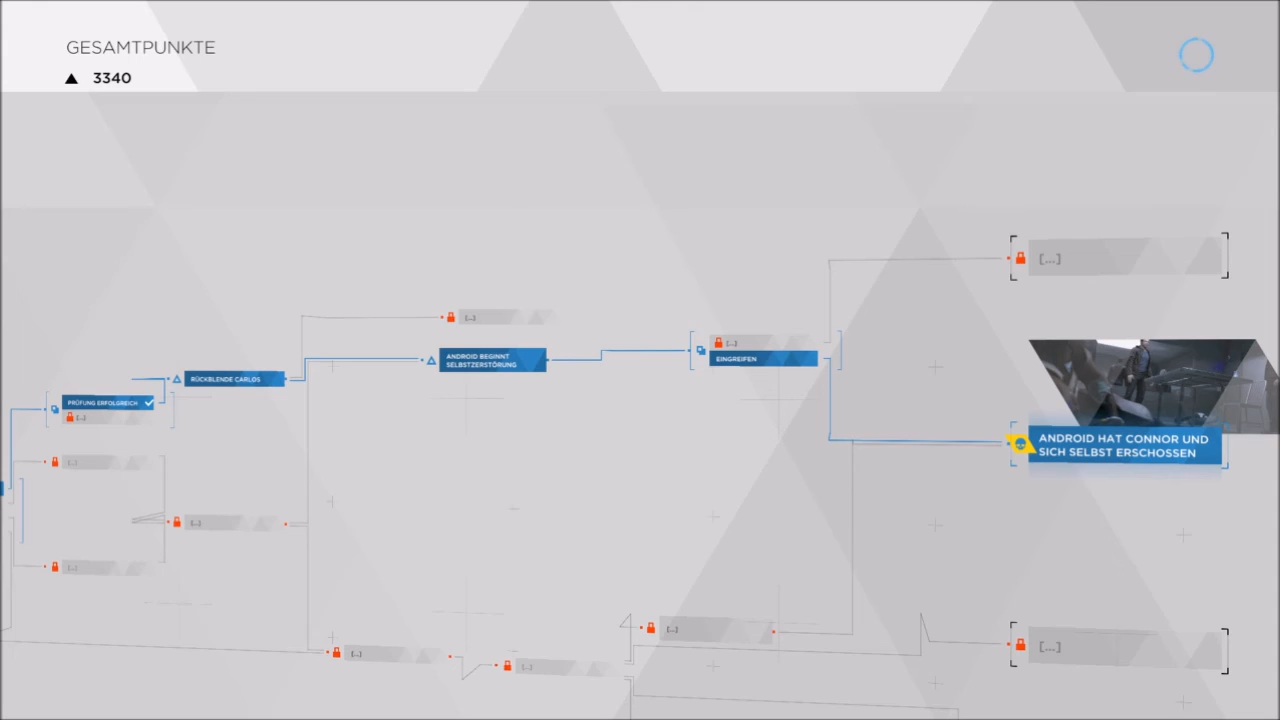 GESAMTPUNKTE
3340
[...]
[...]
[...]
EINGREIFEN
ANDROID BEGINNT
SELBSTZERSTÖRUNG
RÜCKBLENDE CARLOS
PRÜFUNG ERFOLGREICH
[...]
ANDROID HAT CONNOR UND
SICH SELBST ERSCHOSSEN
[...]
[...]
[...]
[...]
[...]
[...]
[...]